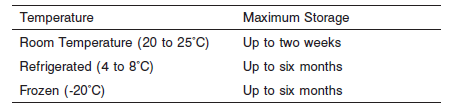 Temperature Maximum Storage
Room Temperature (20 to 25˚C) Up to two weeks
Refrigerated (4 to 8˚C) Up to six months
Frozen (-20˚C) Up to six months